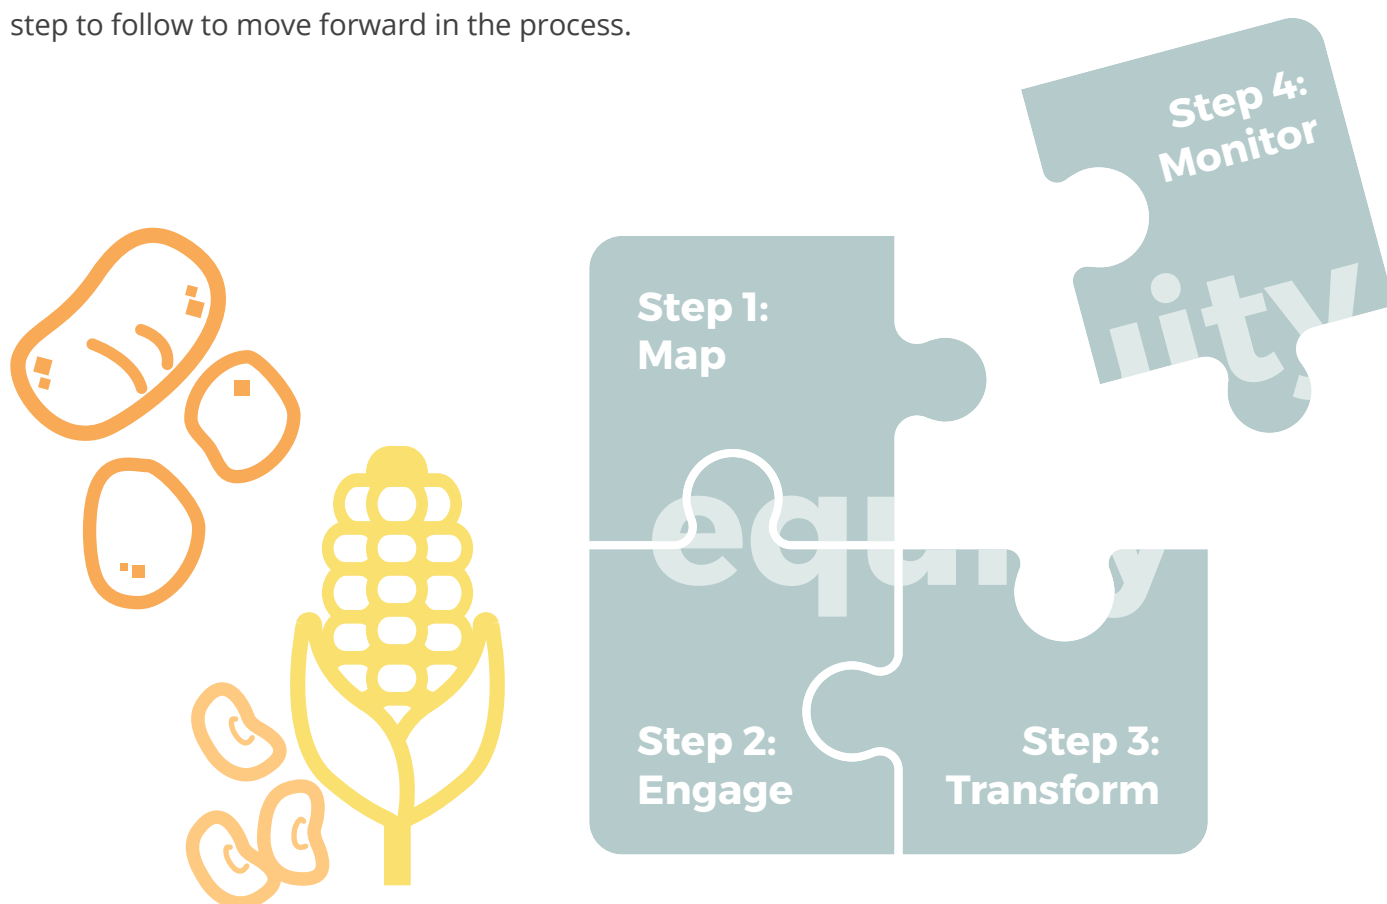 step to follow to move forward in the process.
Step 4:
Monitor
Step 1:
Map
equity
Step 2:
Engage
Step 3:
Transform